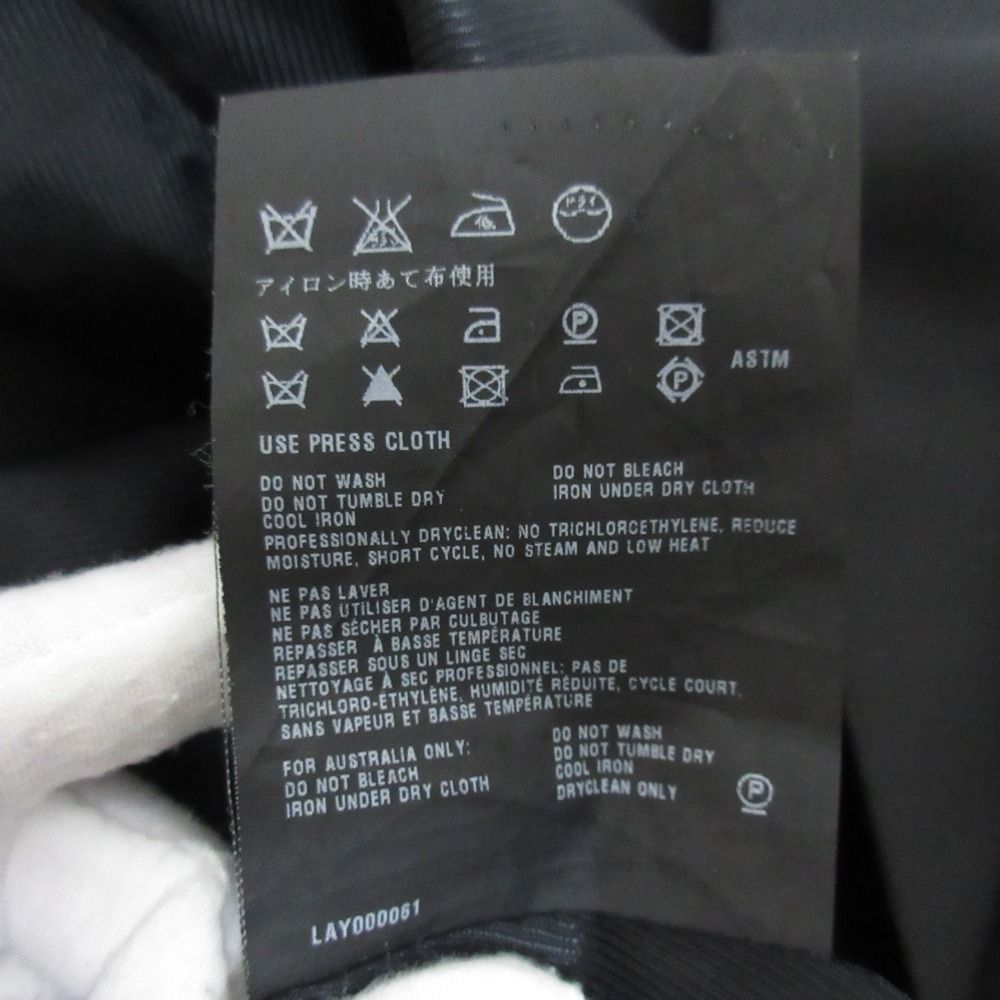 低
ドライ
アイロン時あて布使用
P
ASTM
P
USE PRESS CLOTH
DO NOT WASH
DO NOT BLEACH
DO NOT TUMBLE DRY
IRON UNDER DRY CLOTH
COOL IRON
PROFESSIONALLY DRYCLEAN: NO TRICHLOROETHYLENE, REDUCE
MOISTURE, SHORT CYCLE, NO STEAM AND LOW HEAT
NE PAS LAVER
NE PAS UTILISER D'AGENT DE BLANCHIMENT
NE PAS SÉCHER PAR CULBUTAGE
REPASSER À BASSE TEMPÉRATURE
REPASSER SOUS UN LINGE SEC
NETTOYAGE À SEC PROFESSIONNEL: PAS DE
TRICHLORO-ÉTHYLÈNE, HUMIDITÉ RÉDUITE, CYCLE COURT,
SANS VAPEUR ET BASSE TEMPÉRATURE
FOR AUSTRALIA ONLY:
DO NOT BLEACH
IRON UNDER DRY CLOTH
DO NOT WASH
DO NOT TUMBLE DRY
COOL IRON
DRYCLEAN ONLY
P
LAY000061